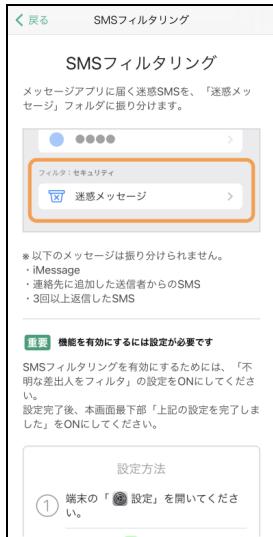 戻る
SMSフィルタリング
SMSフィルタリング
メッセージアプリに届く迷惑SMSを、「迷惑メッ
セージ」フォルダに振り分けます。
フィルタ：セキュリティ
迷惑メッセージ
※以下のメッセージは振り分けられません。
・iMessage
・連絡先に追加した送信者からのSMS
・3回以上返信したSMS
重要 機能を有効にするには設定が必要です
SMSフィルタリングを有効にするためには、「不
明な差出人をフィルタ」の設定をONにしてくださ
い。
設定完了後、本画面最下部「上記の設定を完了しま
した」をONにしてください。
設定方法
1 端末の「 設定」を開いてくださ
い。